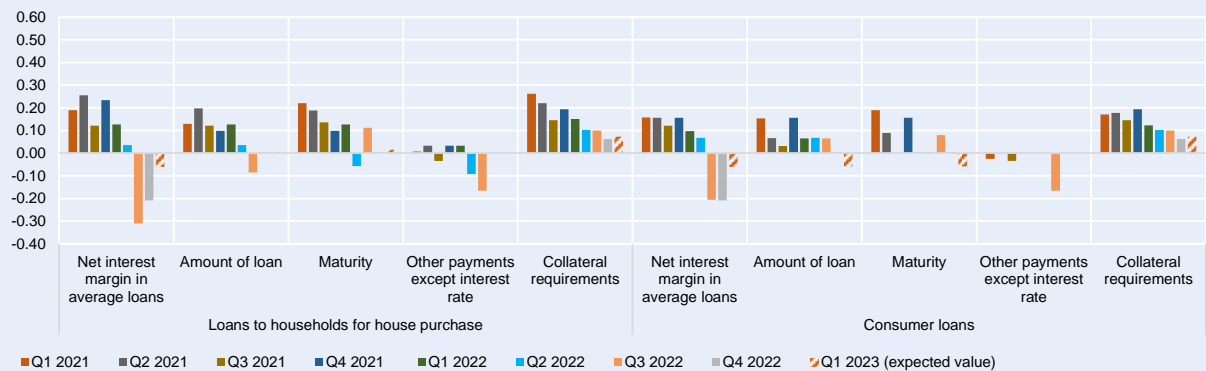 0.60
0.50
0.40
0.30
0.20
0.10
0.00
-0.10
-0.20
-0.30
-0.40
Net interest
margin in
average loans
Amount of loan
Maturity
Other payments
except interest
rate
Collateral
requirements
Net interest
margin in
average loans
Amount of loan
Maturity
Other payments
except interest
rate
Collateral
requirements
Loans to households for house purchase
Consumer loans
Q1 2021 Q2 2021 Q3 2021 Q4 2021 Q1 2022 Q2 2022 Q3 2022 Q4 2022 Q1 2023 (expected value)